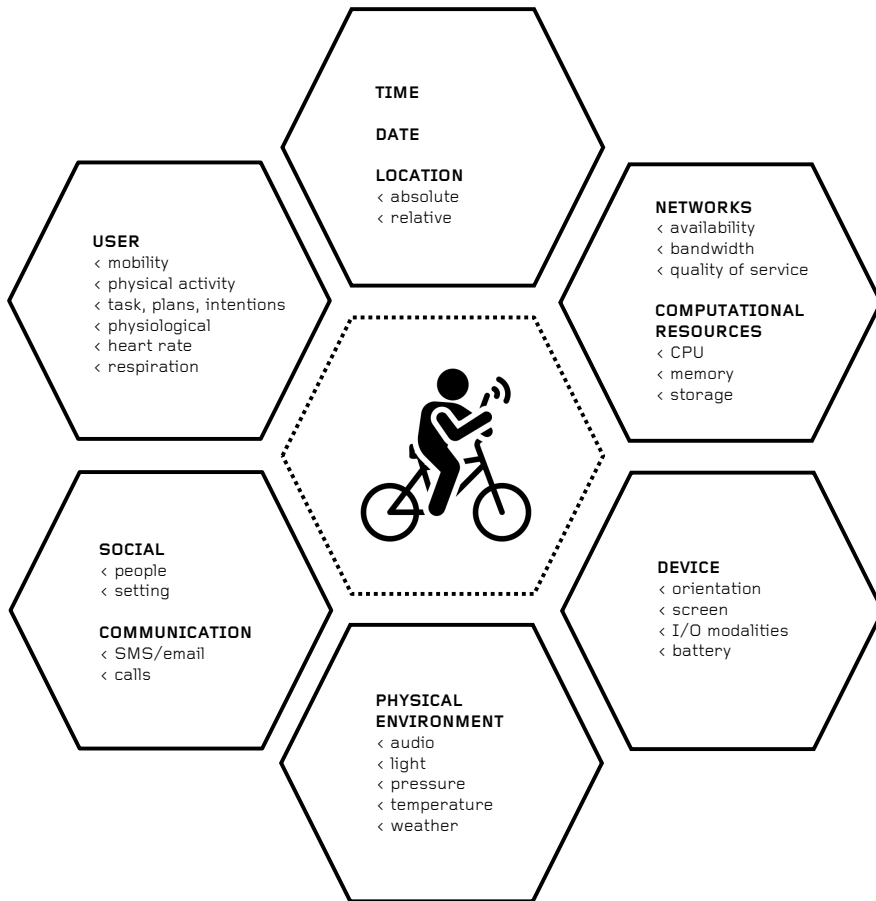 TIME
DATE
LOCATION
< absolute
< relative
USER
< mobility
< physical activity
< task, plans, intentions
< physiological
< heart rate
< respiration
NETWORKS
< availability
< bandwidth
< quality of service
COMPUTATIONAL
RESOURCES
< CPU
< memory
< storage
SOCIAL
< people
< setting
COMMUNICATION
< SMS/email
< calls
DEVICE
< orientation
< screen
< I/O modalities
< battery
PHYSICAL
ENVIRONMENT
< audio
< light
< pressure
< temperature
< weather